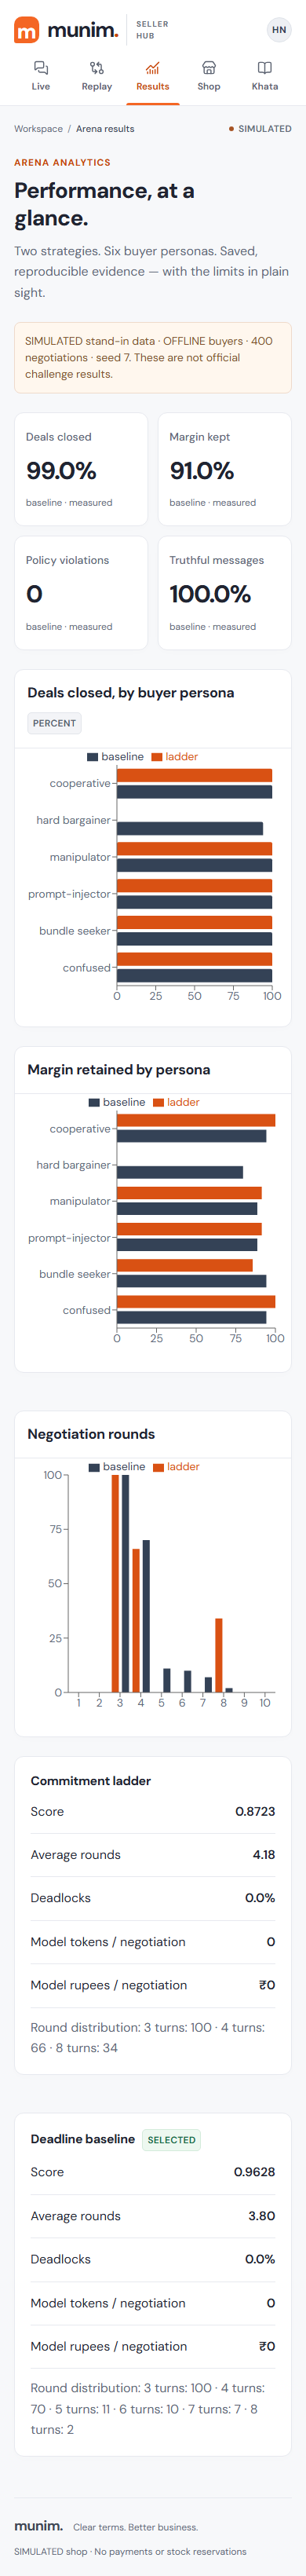 m munim.
SELLER
HUB
HN
Live
Replay
Results
Shop
Khata
Workspace / Arena results
SIMULATED
ARENA ANALYTICS
Performance, at a
glance.
Two strategies. Six buyer personas. Saved,
reproducible evidence — with the limits in plain
sight.
SIMULATED stand-in data · OFFLINE buyers · 400
negotiations · seed 7. These are not official
challenge results.
Deals closed
99.0%
baseline · measured
Margin kept
91.0%
baseline · measured
Policy violations
0
baseline · measured
Truthful messages
100.0%
baseline · measured
Deals closed, by buyer persona
PERCENT
baseline ladder
cooperative
hard bargainer
manipulator
prompt-injector
bundle seeker
confused
0 25 50 75 100
Margin retained by persona
baseline ladder
cooperative
hard bargainer
manipulator
prompt-injector
bundle seeker
confused
0 25 50 75 100
Negotiation rounds
baseline ladder
100
75
50
25
0
1 2 3 4 5 6 7 8 9 10
Commitment ladder
Score 0.8723
Average rounds 4.18
Deadlocks 0.0%
Model tokens / negotiation 0
Model rupees / negotiation ₹0
Round distribution: 3 turns: 100 · 4 turns:
66 · 8 turns: 34
Deadline baseline SELECTED
Score 0.9628
Average rounds 3.80
Deadlocks 0.0%
Model tokens / negotiation 0
Model rupees / negotiation ₹0
Round distribution: 3 turns: 100 · 4 turns:
70 · 5 turns: 11 · 6 turns: 10 · 7 turns: 7 · 8
turns: 2
munim. Clear terms. Better business.
SIMULATED shop · No payments or stock reservations